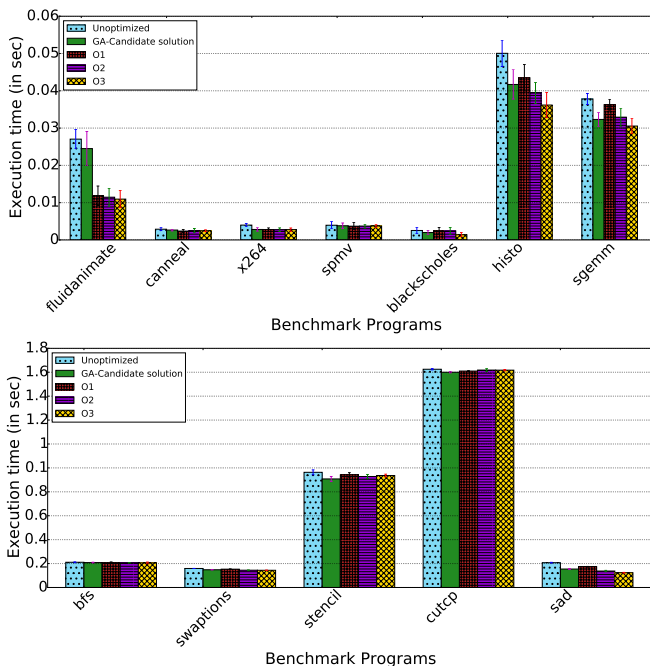 0.06
0.05
0.04
0.03
0.02
0.01
0
Execution time (in sec)
Unoptimized
GA-Candidate solution
O1
O2
O3
fluidanimate
canneal
x264
spmv
blackscholes
histo
sgemm
Benchmark Programs
1.8
1.6
1.4
1.2
1
0.1
0.8
0.6
0.4
0.2
0
Execution time (in sec)
Unoptimized
GA-Candidate solution
O1
O2
O3
bfs
swaptions
stencil
cutcp
sad
Benchmark Programs